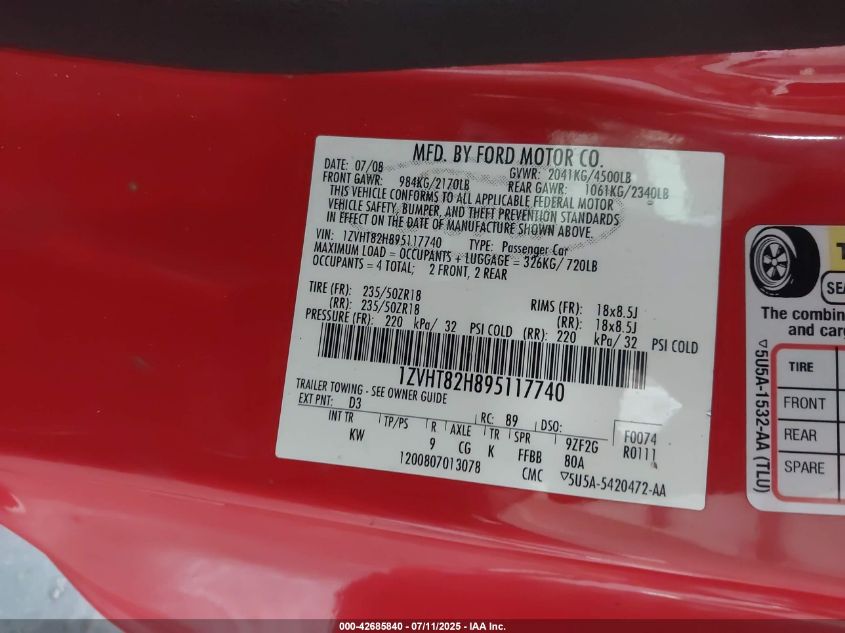 MFD. BY FORD MOTOR CO.
DATE: 07/08 GVWR: 2041KG/4500LB
FRONT GAWR: 984KG/2170LB REAR GAWR: 1061KG/2340LB
THIS VEHICLE CONFORMS TO ALL APPLICABLE FEDERAL MOTOR
VEHICLE SAFETY, BUMPER, AND THEFT PREVENTION STANDARDS
IN EFFECT ON THE DATE OF MANUFACTURE SHOWN ABOVE.
VIN: 1ZVHT82H895117740 TYPE: Passenger Car
MAXIMUM LOAD = OCCUPANTS + LUGGAGE = 326KG/ 720LB
OCCUPANTS = 4 TOTAL; 2 FRONT, 2 REAR
TIRE (FR): 235/50ZR18 RIMS (FR): 18x8.5J
(RR): 235/50ZR18 (RR): 18x8.5J
PRESSURE (FR): 220 kPa/ 32 PSI COLD (RR): 220 kPa/ 32 PSI COLD
1ZVHT82H895117740
TRAILER TOWING - SEE OWNER GUIDE
EXT PNT: D3 RC: 89 DSO: F0074
INT TR TP/PS R AXLE TR SPR 9ZF2G R0111
KW 9 CG K FFBB 80A
1200807013078 CMC ▽5U5A-5420472-AA
T
SEA
The combin
and carg
TIRE
FRONT
REAR
SPARE
▽5U5A-1532-AA (TLU)
000-42685840 - 07/11/2025 - IAA Inc.